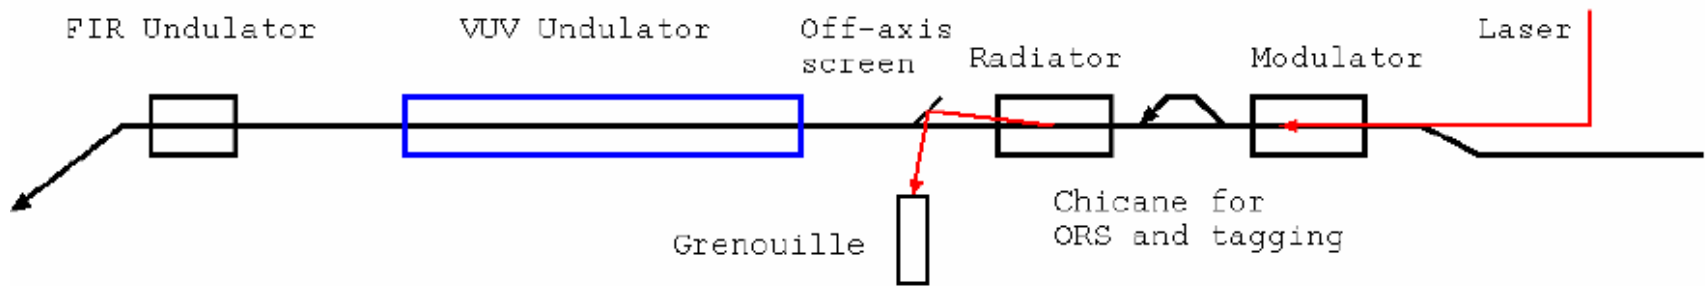 FIR Undulator
VUV Undulator
Off-axis
screen
Radiator
Modulator
Laser
Grenouille
Chicane for
ORS and tagging